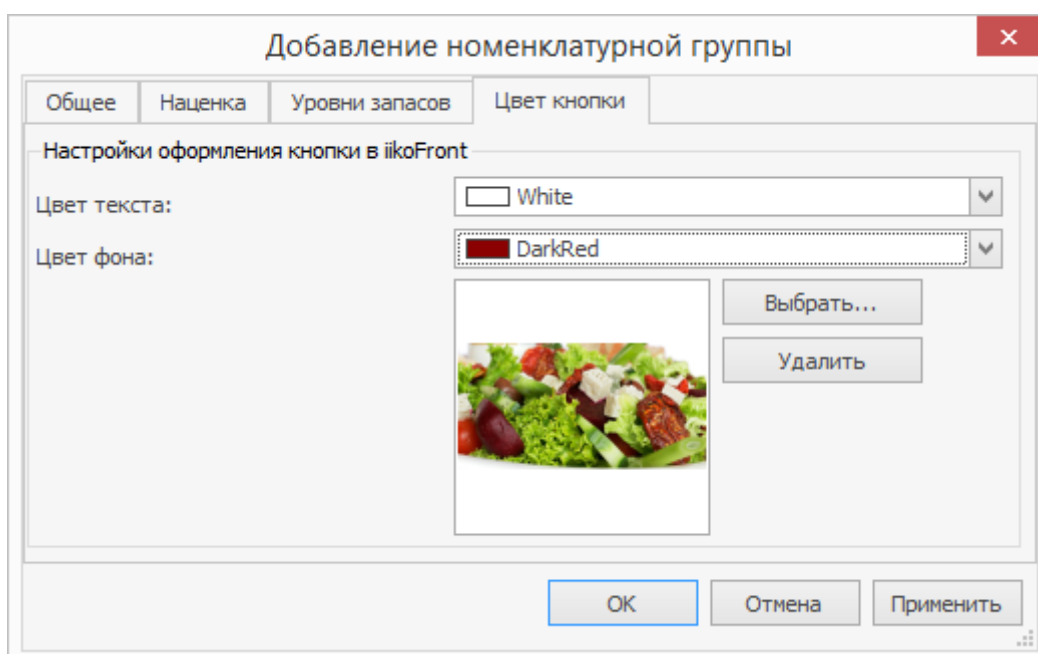 Добавление номенклатурной группы
Общее Наценка Уровни запасов Цвет кнопки
Настройки оформления кнопки в iikoFront
Цвет текста: White
Цвет фона: DarkRed
Выбрать...
Удалить
OK Отмена Применить